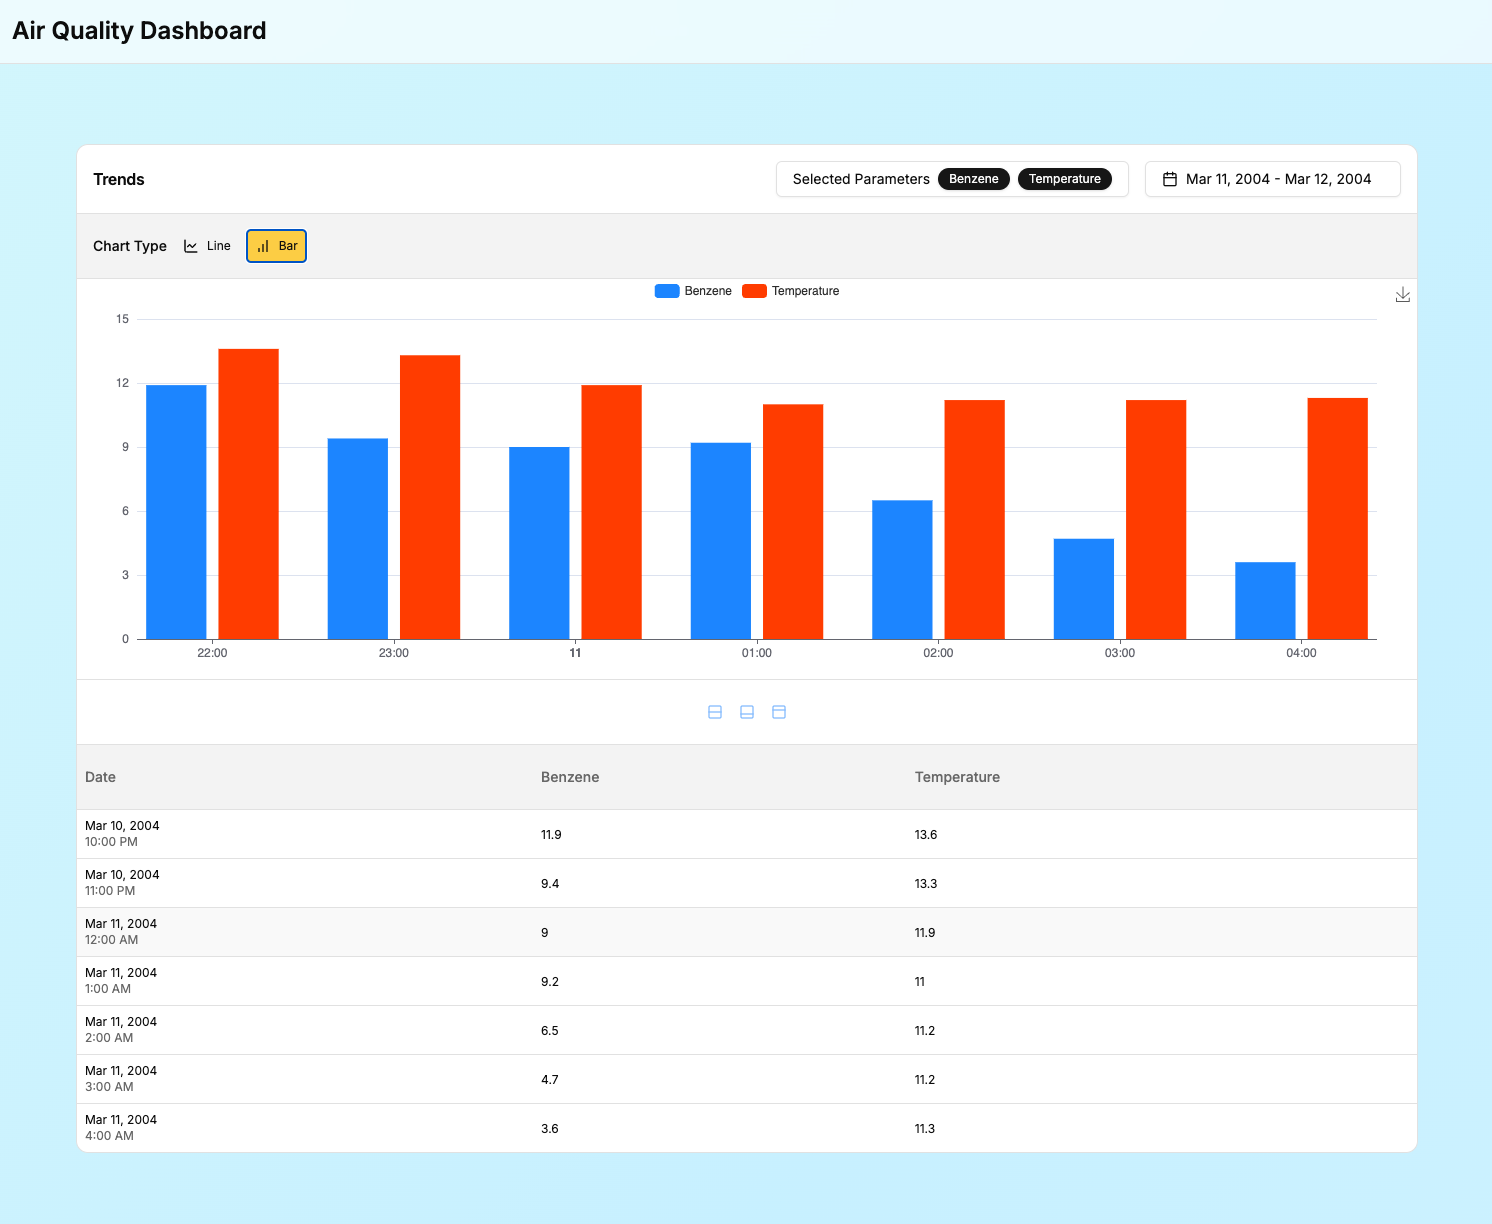 Air Quality Dashboard
Trends
Selected Parameters Benzene Temperature
Mar 11, 2004 - Mar 12, 2004
Chart Type Line Bar
Benzene Temperature
15
12
9
6
3
0
22:00 23:00 11 01:00 02:00 03:00 04:00
Date Benzene Temperature
Mar 10, 2004
10:00 PM
11.9 13.6
Mar 10, 2004
11:00 PM
9.4 13.3
Mar 11, 2004
12:00 AM
9 11.9
Mar 11, 2004
1:00 AM
9.2 11
Mar 11, 2004
2:00 AM
6.5 11.2
Mar 11, 2004
3:00 AM
4.7 11.2
Mar 11, 2004
4:00 AM
3.6 11.3